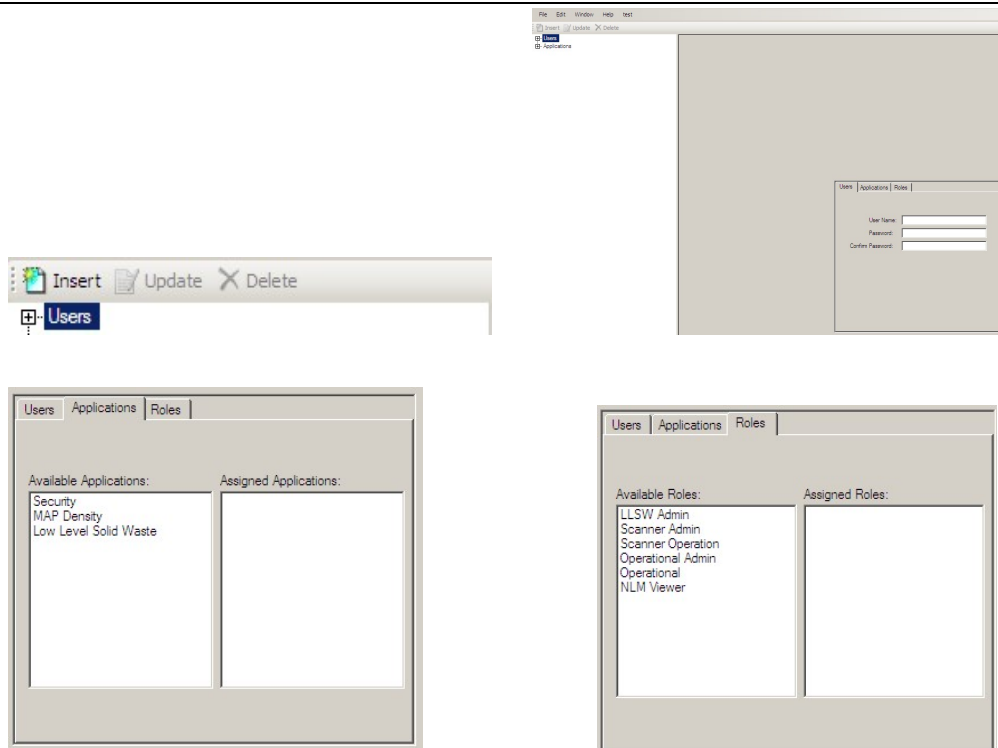 File Edit Window Help test
Insert Update Delete
Users
Applications
Users Applications Roles
User Name:
Password:
Confirm Password:
Insert Update Delete
Users
Users Applications Roles
Available Applications: Assigned Applications:
Security
MAP Density
Low Level Solid Waste
Users Applications Roles
Available Roles: Assigned Roles:
LLSW Admin
Scanner Admin
Scanner Operation
Operational Admin
Operational
NLM Viewer